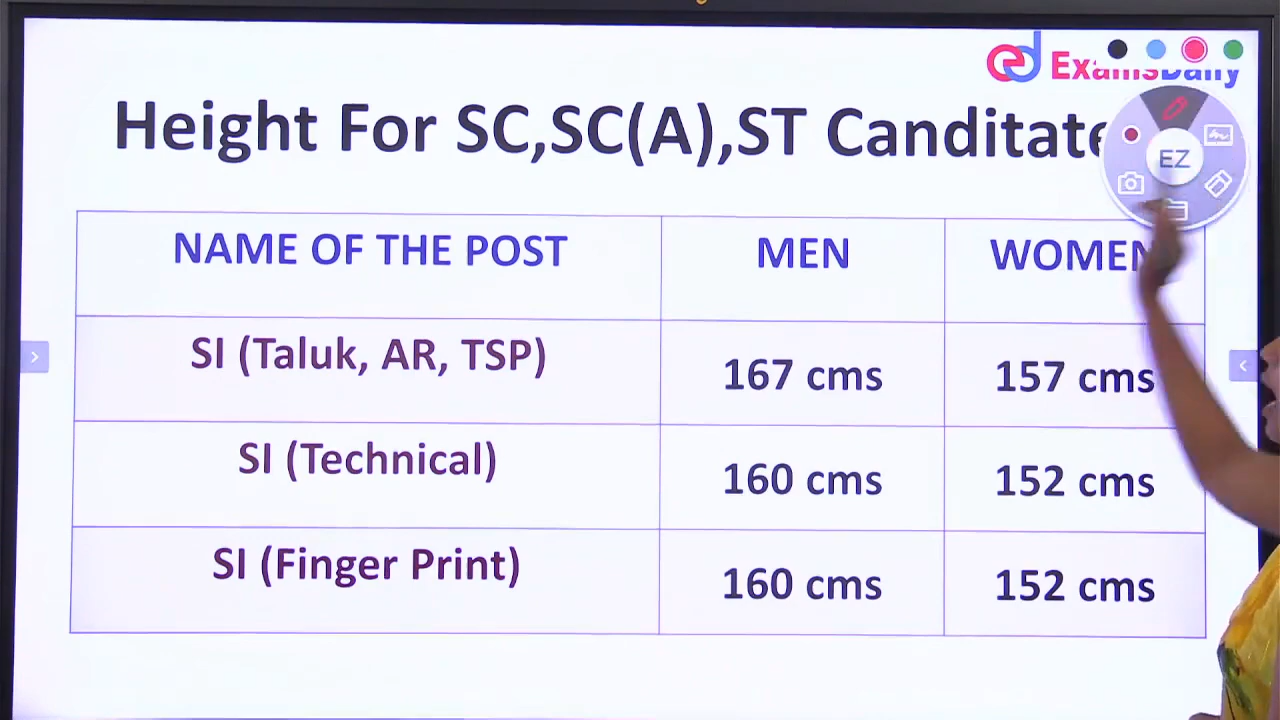 ExamsDaily
Height For SC,SC(A),ST Canditate
EZ
NAME OF THE POST MEN WOMEN
SI (Taluk, AR, TSP) 167 cms 157 cms
SI (Technical) 160 cms 152 cms
SI (Finger Print) 160 cms 152 cms